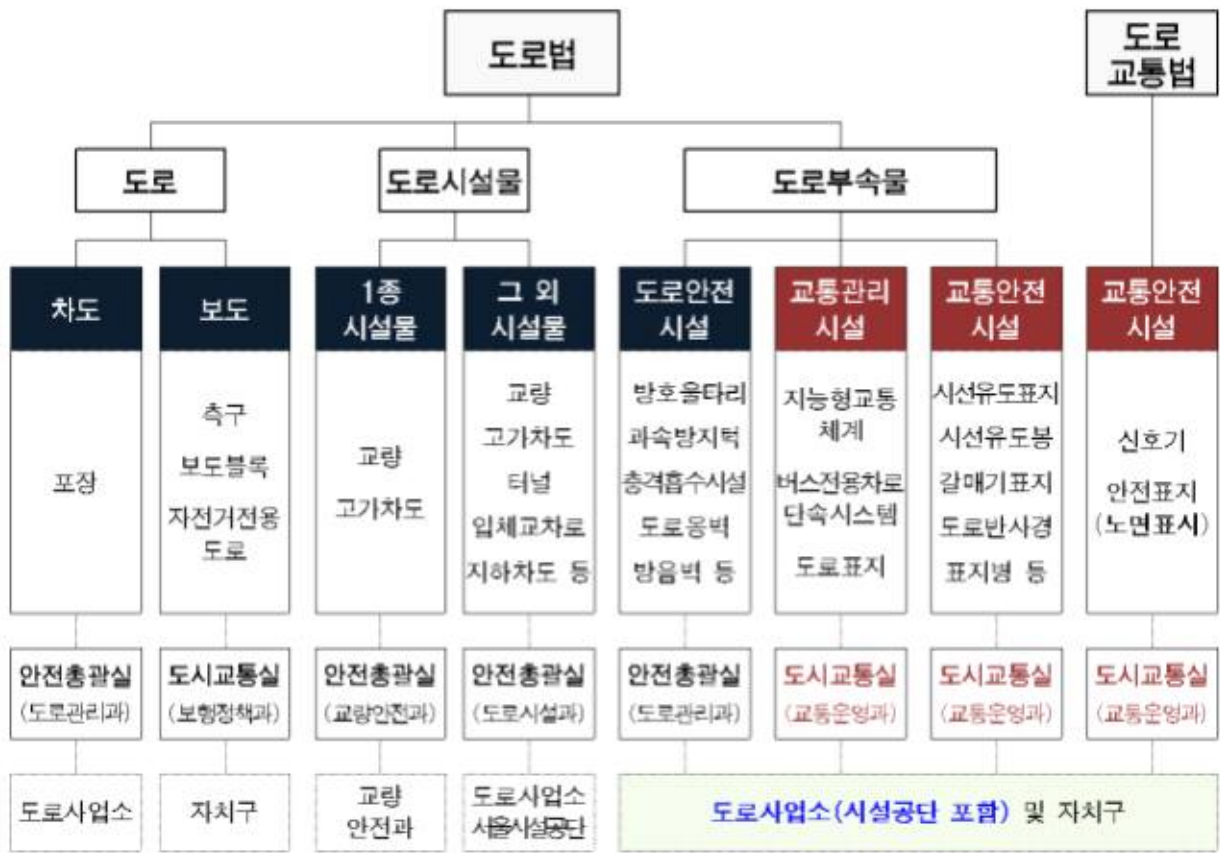 도로법
도로
교통법
도로
도로시설물
도로부속물
차도
보도
1종
시설물
그 외
시설물
도로안전
시설
교통관리
시설
교통안전
시설
교통안전
시설
포장
측구
보도블록
자전거전용
도로
교량
고가차도
교량
고가차도
터널
입체교차로
지하차도 등
방호울타리
과속방지턱
충격흡수시설
도로옹벽
방음벽 등
지능형교통
체계
버스전용차로
단속시스템
도로표지
시선유도표지
시선유도봉
갈매기표지
도로반사경
표지병 등
신호기
안전표지
(노면표시)
안전총괄실
(도로관리과)
도시교통실
(보행정책과)
안전총괄실
(교량안전과)
안전총괄실
(도로시설과)
안전총괄실
(도로관리과)
도시교통실
(교통운영과)
도시교통실
(교통운영과)
도시교통실
(교통운영과)
도로사업소
자치구
교량
안전과
도로사업소
서울시설공단
도로사업소(시설공단 포함) 및 자치구